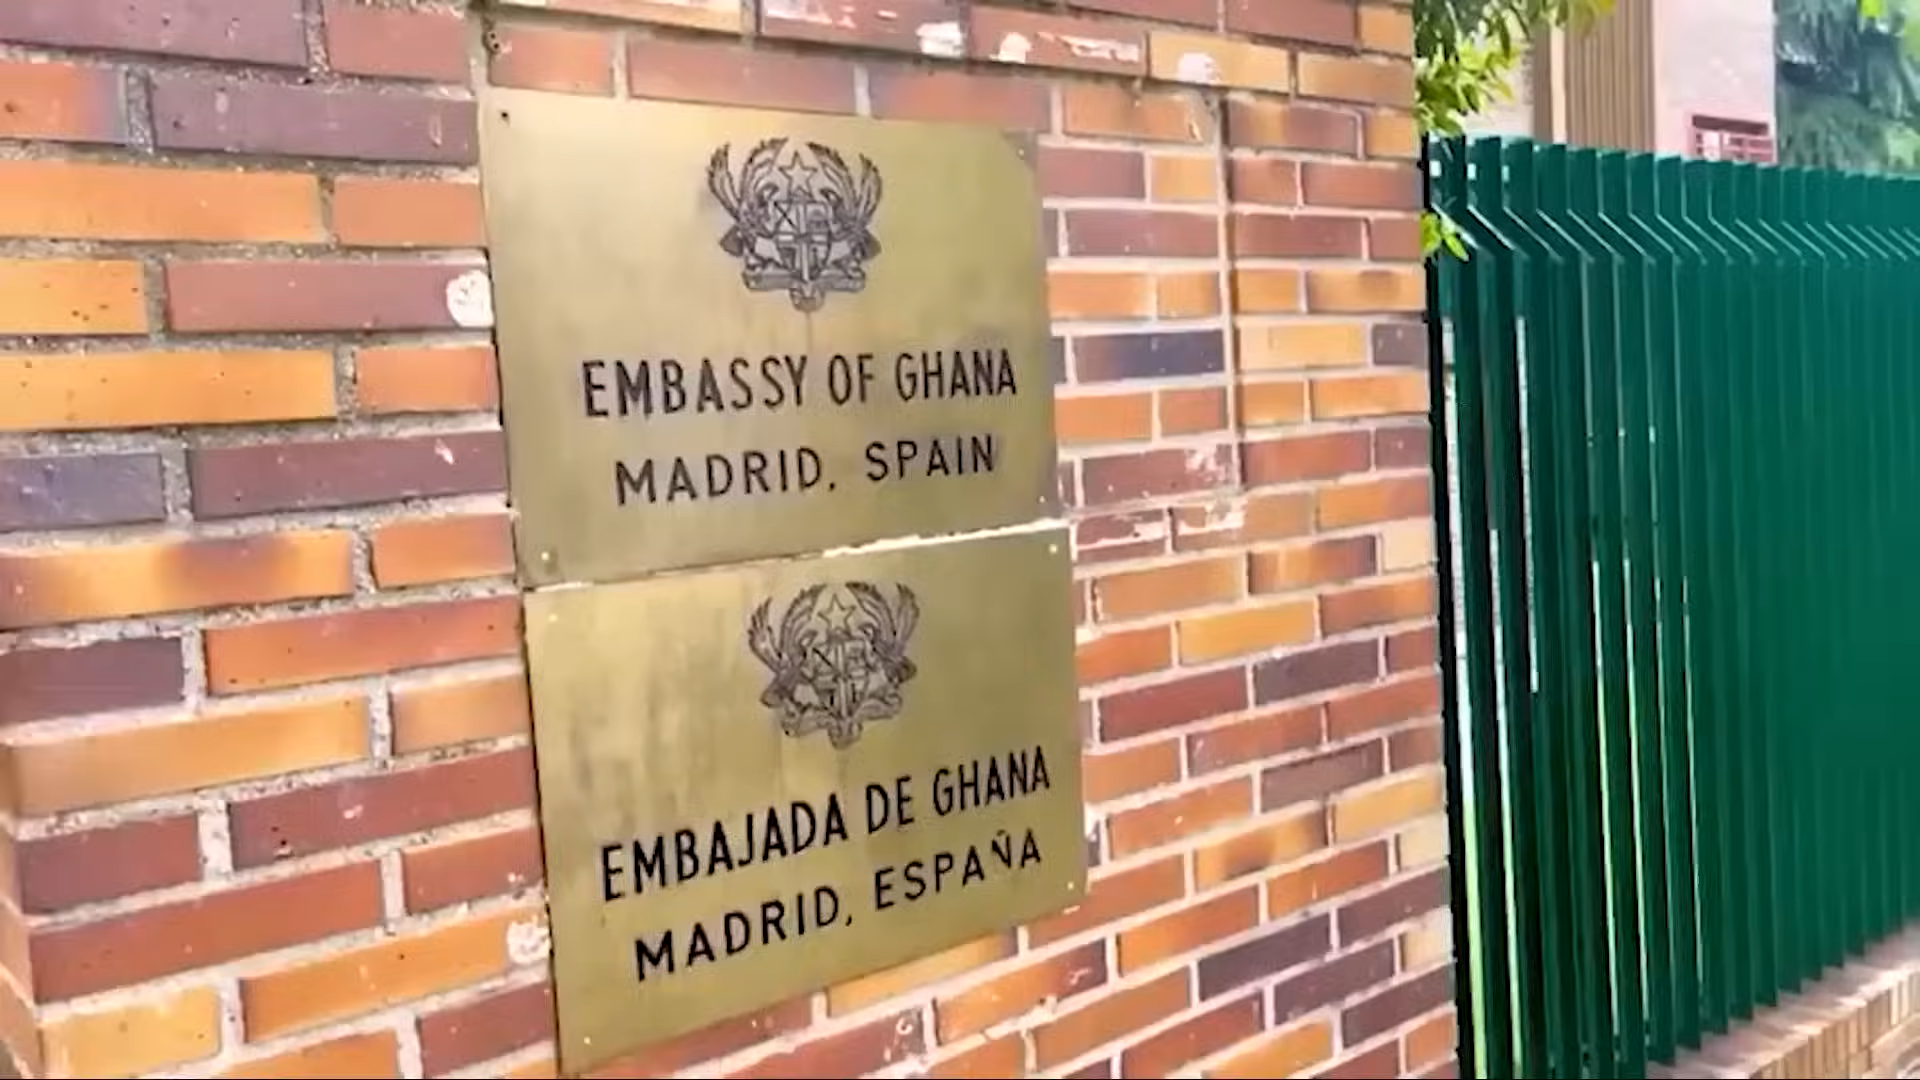 EMBASSY OF GHANA
MADRID, SPAIN
EMBAJADA DE GHANA
MADRID, ESPAÑA